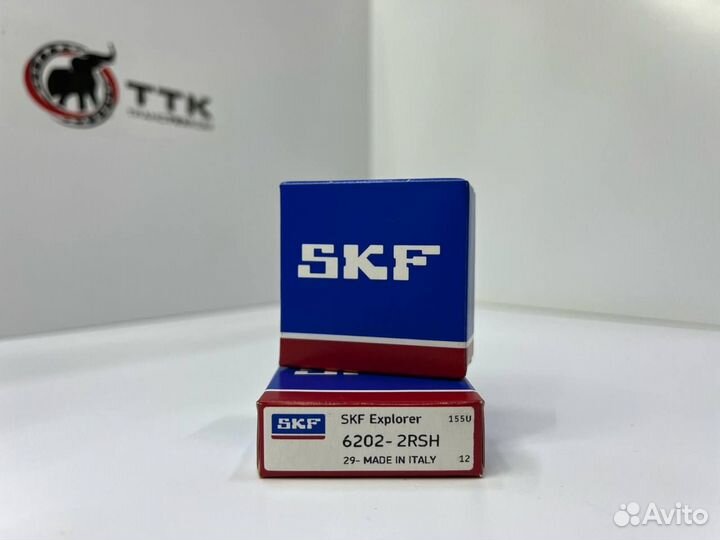 TTK
SKF
SKF
SKF Explorer 155U
6202-2RSH
29- MADE IN ITALY 12
Avito